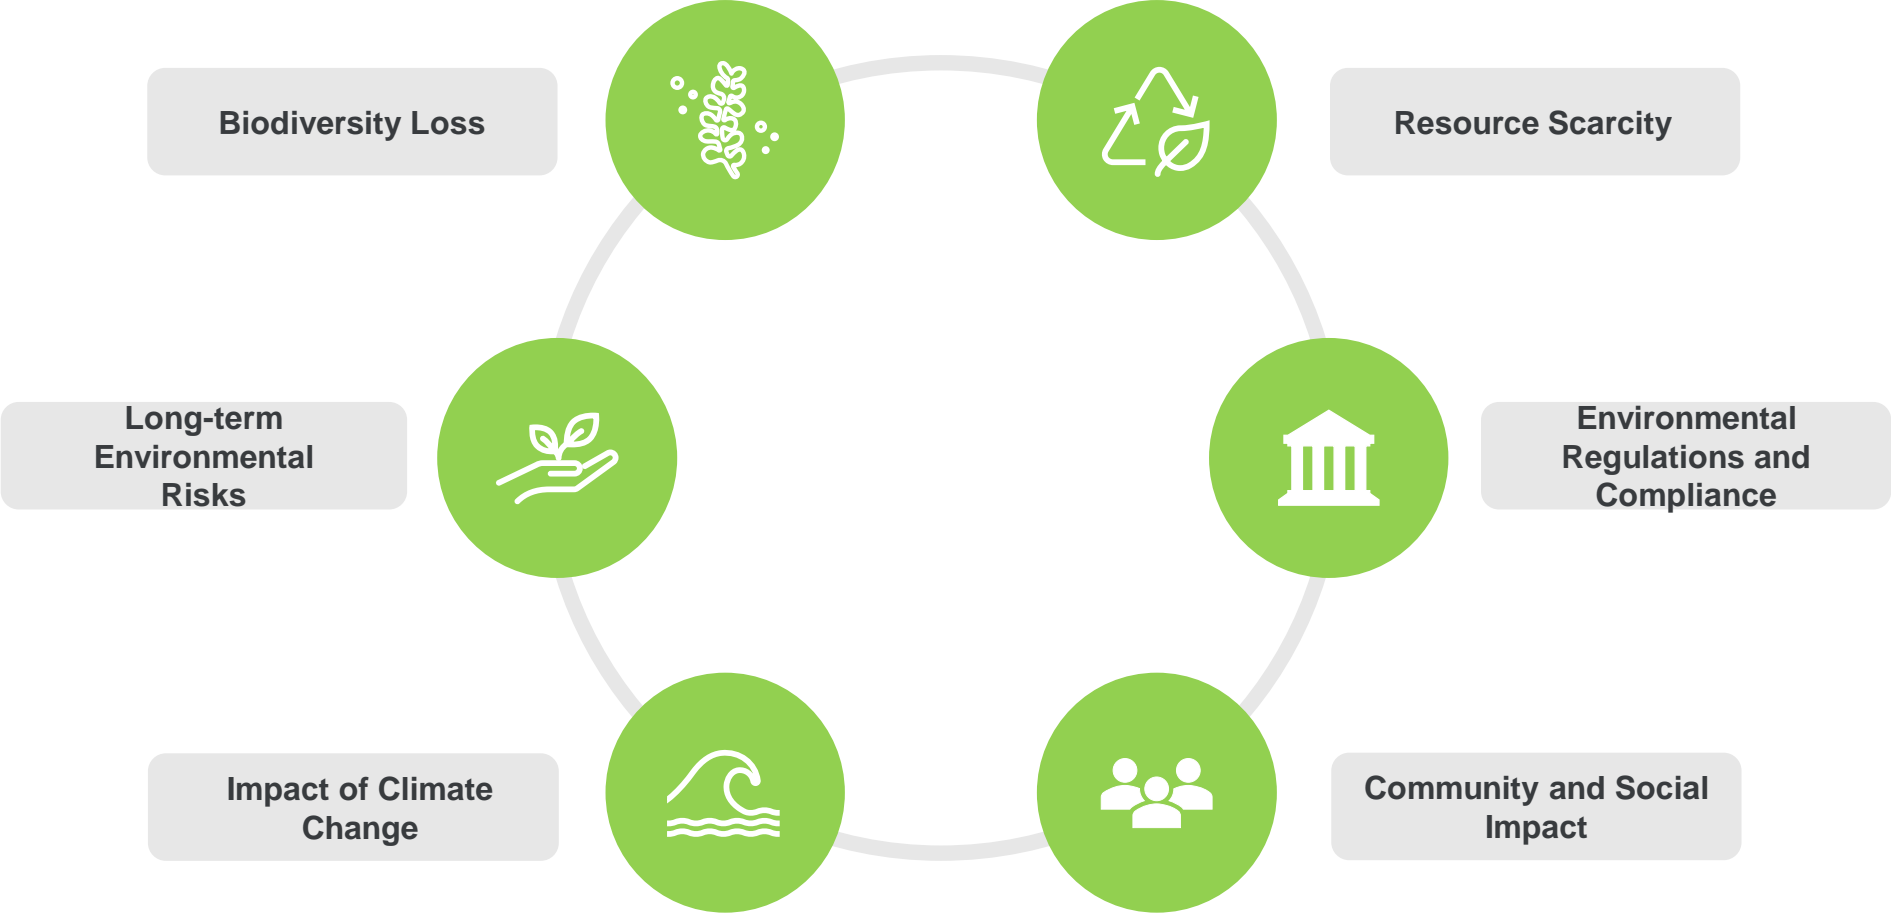 Biodiversity Loss
Resource Scarcity
Long-term
Environmental
Risks
Environmental
Regulations and
Compliance
Impact of Climate
Change
Community and Social
Impact